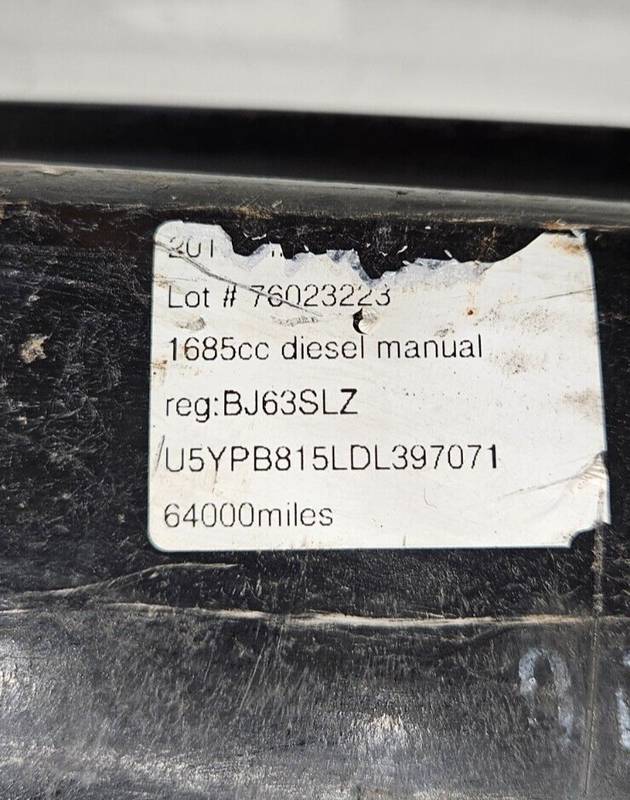 Lot # 76023223
1685cc diesel manual
reg:BJ63SLZ
U5YPB815LDL397071
64000miles